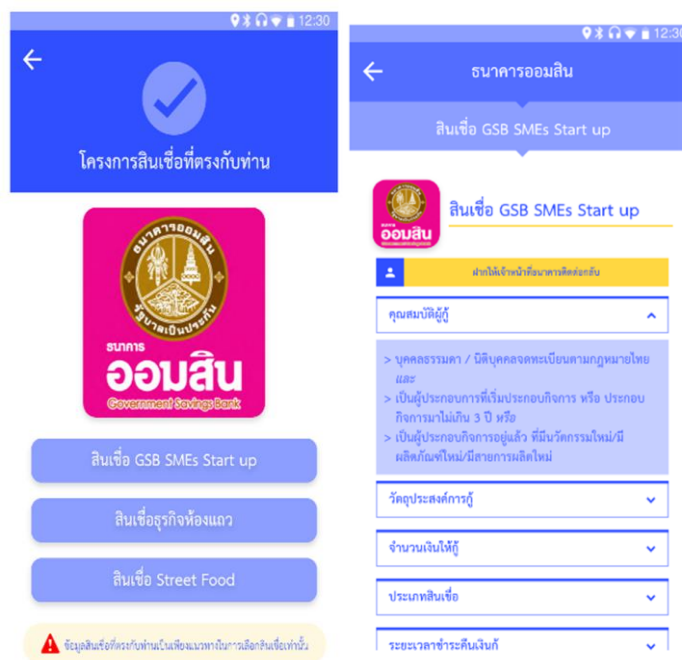 12:30
โครงการสินเชื่อที่ตรงกับท่าน
ธนาคารออมสิน
รัฐบาลเป็นประกัน
ธนาคาร
ออมสิน
Government Savings Bank
สินเชื่อ GSB SMEs Start up
สินเชื่อธุรกิจห้องแถว
สินเชื่อ Street Food
ข้อมูลสินเชื่อที่ตรงกับท่านเป็นเพียงแนวทางในการเลือกสินเชื่อเท่านั้น
12:30
ธนาคารออมสิน
สินเชื่อ GSB SMEs Start up
ออมสิน
สินเชื่อ GSB SMEs Start up
ฝากให้เจ้าหน้าที่ธนาคารติดต่อกลับ
คุณสมบัติผู้กู้
> บุคคลธรรมดา / นิติบุคคลจดทะเบียนตามกฎหมายไทย
และ
> เป็นผู้ประกอบการที่เริ่มประกอบกิจการ หรือ ประกอบ
กิจการมาไม่เกิน 3 ปี หรือ
> เป็นผู้ประกอบกิจการอยู่แล้ว ที่มีนวัตกรรมใหม่/มี
ผลิตภัณฑ์ใหม่/มีสายการผลิตใหม่
วัตถุประสงค์การกู้
จำนวนเงินให้กู้
ประเภทสินเชื่อ
ระยะเวลาชำระคืนเงินกู้